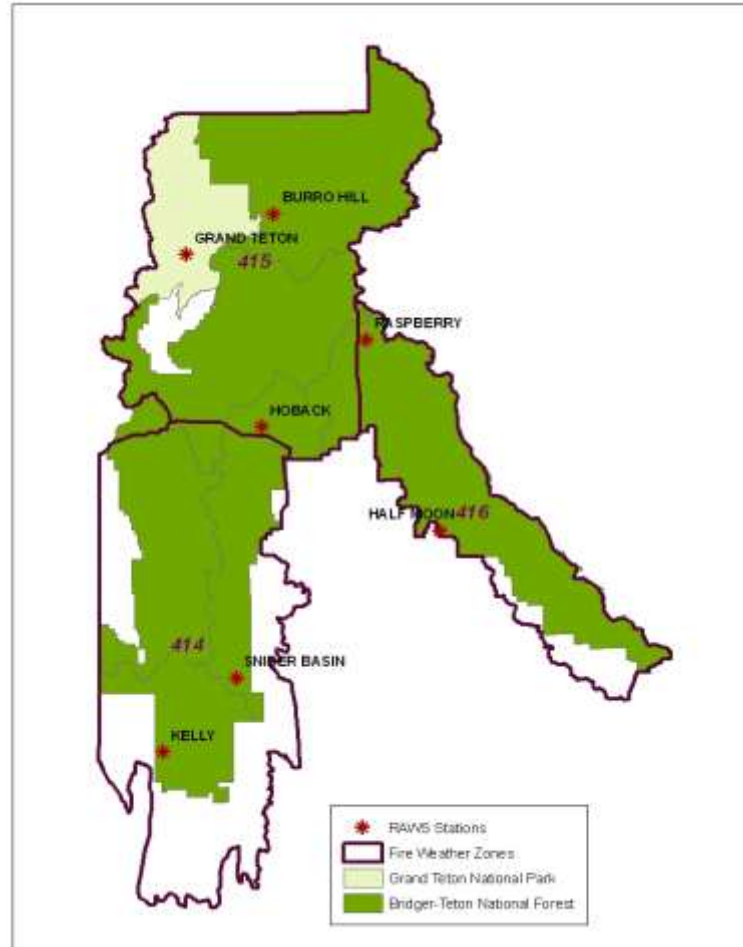 BURRO HILL
GRAND TETON
415
RASPBERRY
HOBACK
HALF MOON
416
414
SNIDER BASIN
KELLY
RAWS Stations
Fire Weather Zones
Grand Teton National Park
Bridger-Teton National Forest